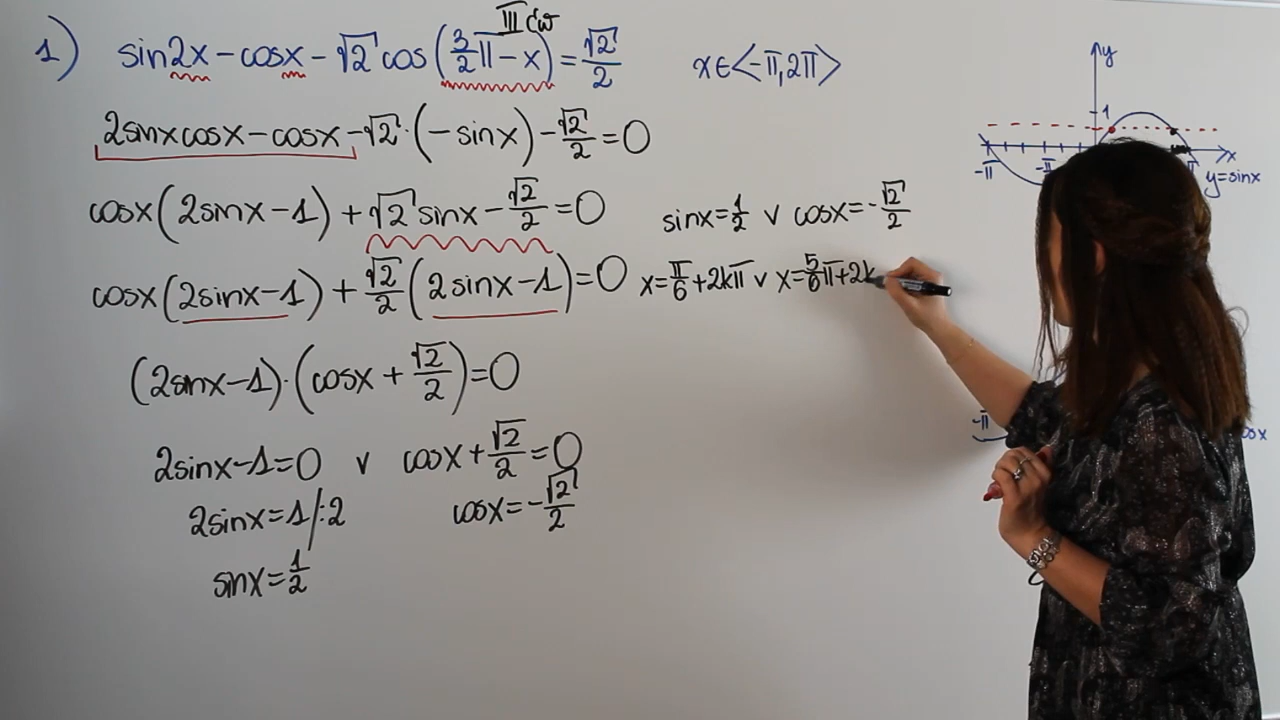 III ćw
1) sin2x - cosx - √2 cos(3/2 π - x) = √2/2 x∈<-π, 2π>
2sinxcosx - cosx - √2·(-sinx) - √2/2 = 0
cosx(2sinx - 1) + √2 sinx - √2/2 = 0
cosx(2sinx - 1) + √2/2 (2sinx - 1) = 0
(2sinx - 1)·(cosx + √2/2) = 0
2sinx - 1 = 0 ∨ cosx + √2/2 = 0
2sinx = 1 /:2 cosx = -√2/2
sinx = 1/2
sinx = 1/2 ∨ cosx = -√2/2
x = π/6 + 2kπ ∨ x = 5/6 π + 2k
y
1
x
-π
y=sinx
-π